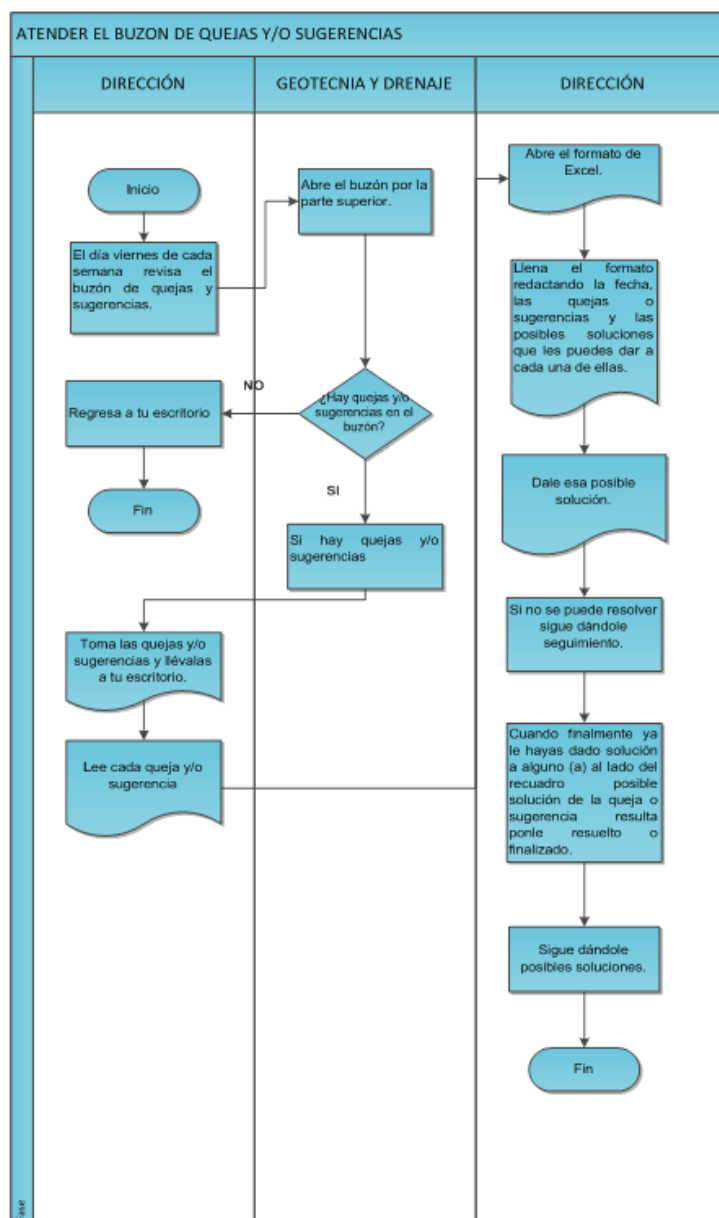 ATENDER EL BUZON DE QUEJAS Y/O SUGERENCIAS
DIRECCIÓN
GEOTECNIA Y DRENAJE
DIRECCIÓN
Inicio
El día viernes de cada
semana revisa el
buzón de quejas y
sugerencias.
Abre el buzón por la
parte superior.
¿Hay quejas y/o
sugerencias en el
buzón?
NO
Regresa a tu escritorio
Fin
SI
Si hay quejas y/o
sugerencias
Toma las quejas y/o
sugerencias y llévalas
a tu escritorio.
Lee cada queja y/o
sugerencia
Abre el formato de
Excel.
Llena el formato
redactando la fecha,
las quejas o
sugerencias y las
posibles soluciones
que les puedes dar a
cada una de ellas.
Dale esa posible
solución.
Si no se puede resolver
sigue dándole
seguimiento.
Cuando finalmente ya
le hayas dado solución
a alguno (a) al lado del
recuadro posible
solución de la queja o
sugerencia resulta
ponle resuelto o
finalizado.
Sigue dándole
posibles soluciones.
Fin
Fase